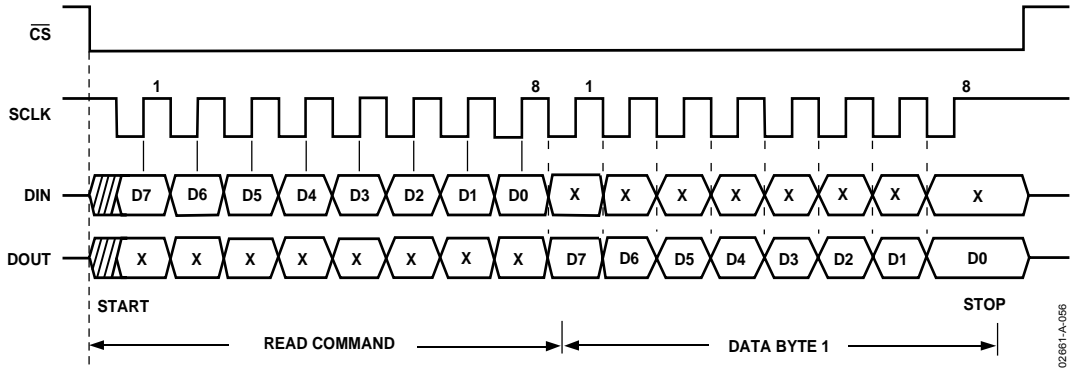 CS
1 8 1 8
SCLK
DIN D7 D6 D5 D4 D3 D2 D1 D0 X X X X X X X X
DOUT X X X X X X X X D7 D6 D5 D4 D3 D2 D1 D0
START STOP
READ COMMAND DATA BYTE 1
02661-A-056